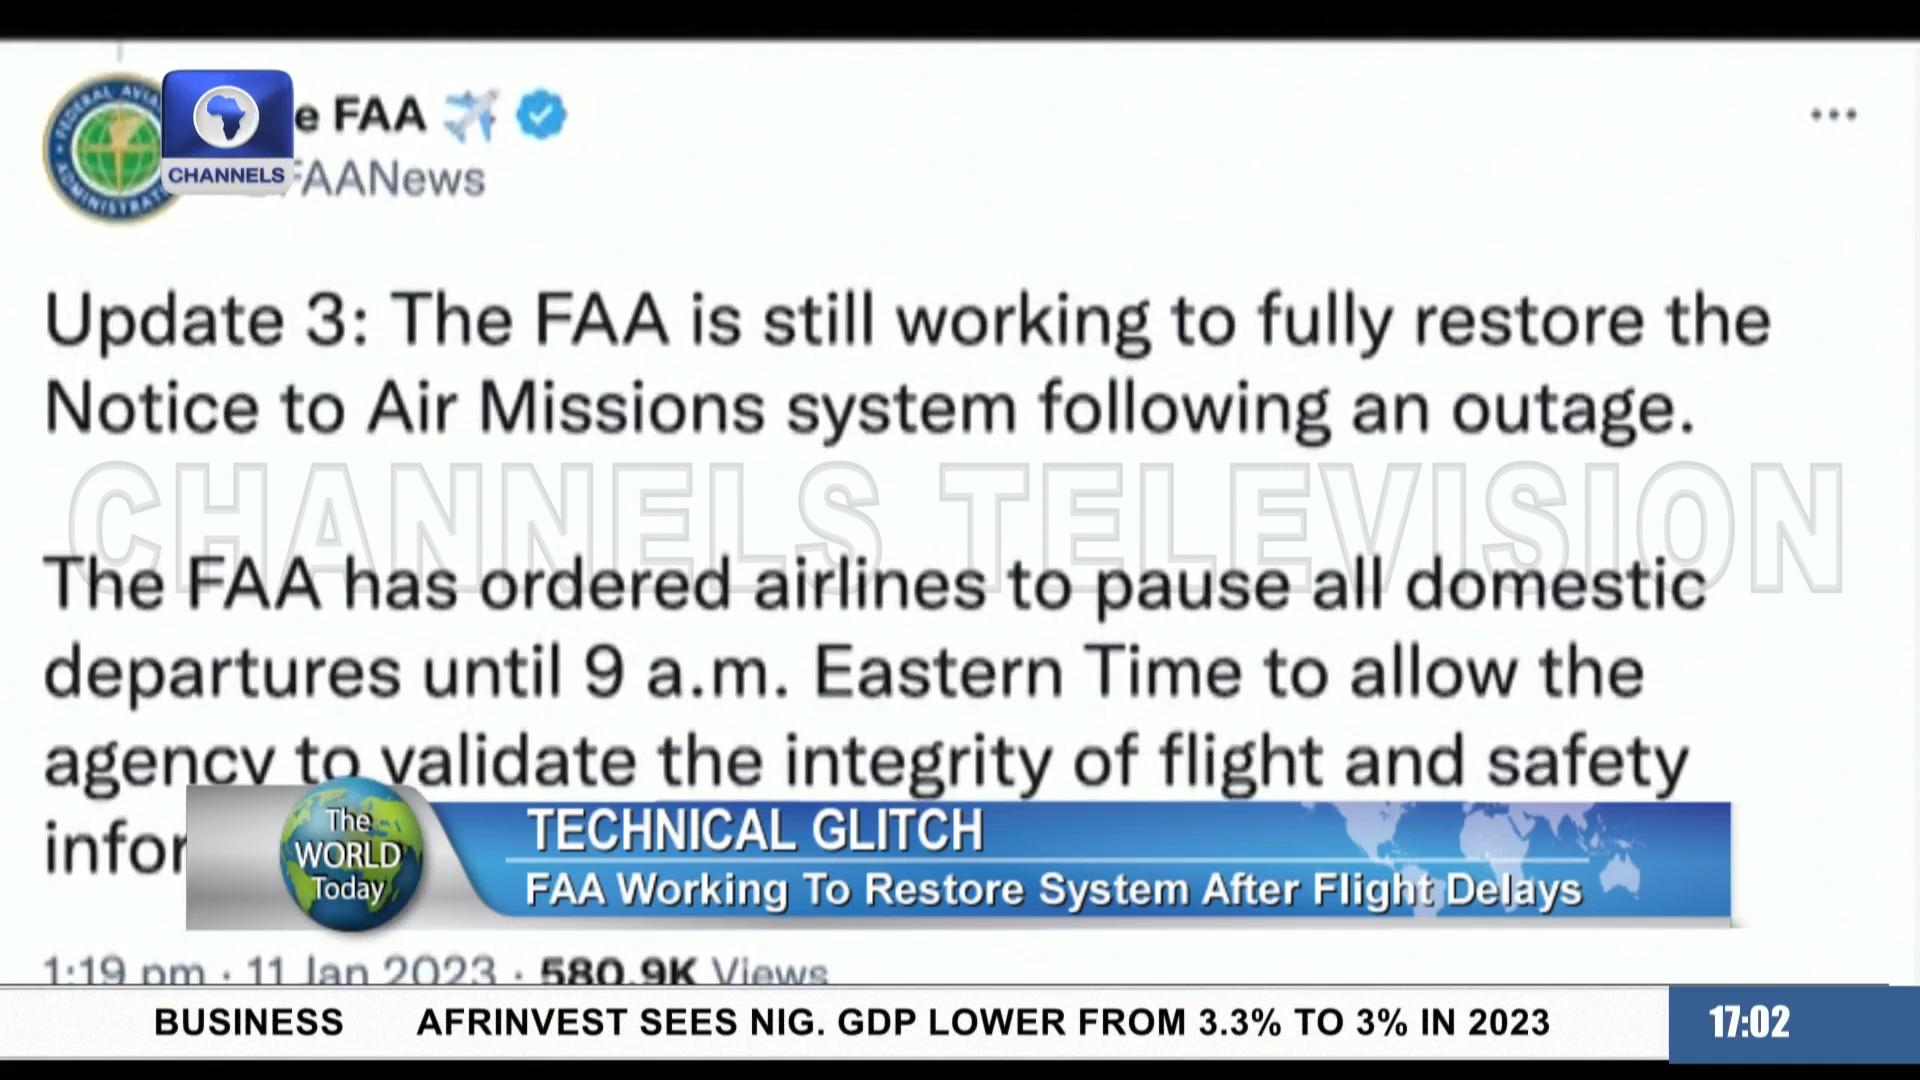 FEDERAL AVIA
ADMINISTRAT
CHANNELS
e FAA
FAANews
Update 3: The FAA is still working to fully restore the
Notice to Air Missions system following an outage.
CHANNELS TELEVISION
The FAA has ordered airlines to pause all domestic
departures until 9 a.m. Eastern Time to allow the
agency to validate the integrity of flight and safety
infor
The
WORLD
Today
TECHNICAL GLITCH
FAA Working To Restore System After Flight Delays
1:19 pm · 11 Jan 2023 · 580.9K Views
BUSINESS AFRINVEST SEES NIG. GDP LOWER FROM 3.3% TO 3% IN 2023
17:02